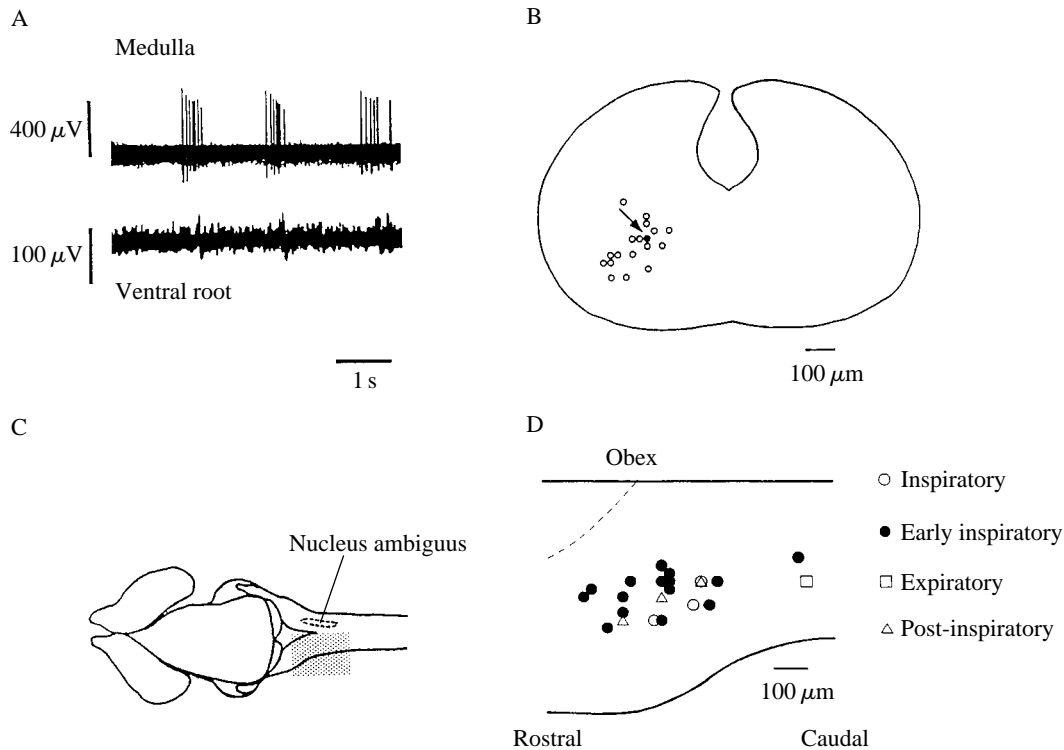 A
Medulla
400 μV
100 μV
Ventral root
1 s
B
100 μm
C
Nucleus ambiguus
D
Obex
Inspiratory
Early inspiratory
Expiratory
Post-inspiratory
100 μm
Rostral
Caudal